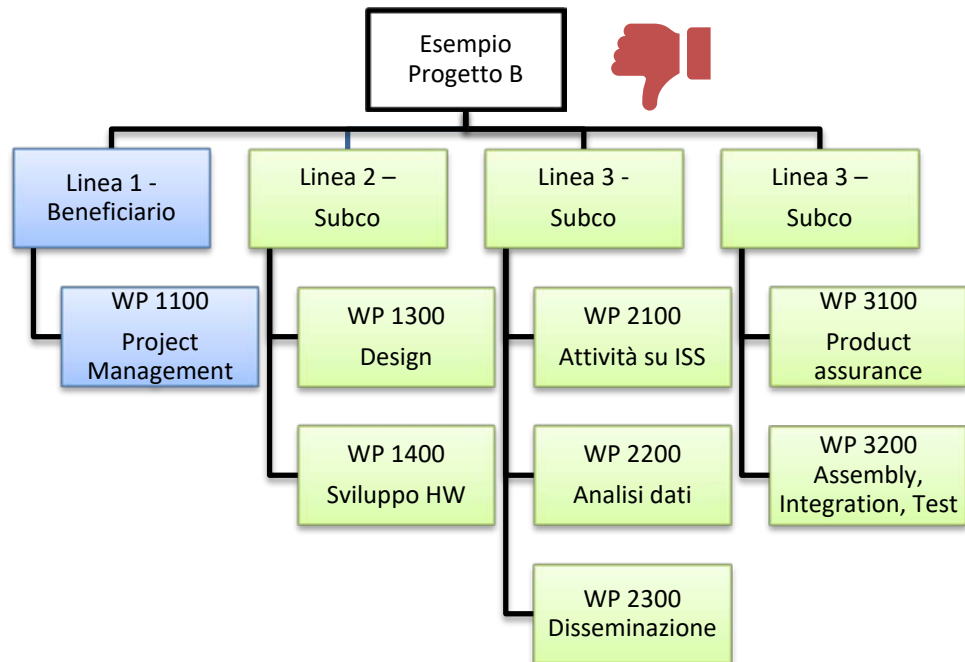 Esempio
Progetto B
Linea 1 -
Beneficiario
Linea 2 –
Subco
Linea 3 -
Subco
Linea 3 –
Subco
WP 1100
Project
Management
WP 1300
Design
WP 2100
Attività su ISS
WP 3100
Product
assurance
WP 1400
Sviluppo HW
WP 2200
Analisi dati
WP 3200
Assembly,
Integration, Test
WP 2300
Disseminazione